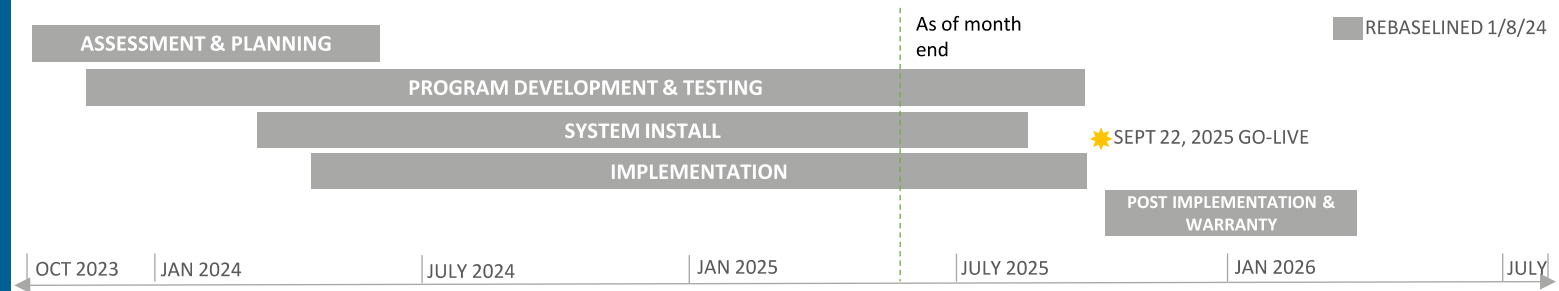 As of month
end
REBASELINED 1/8/24
ASSESSMENT & PLANNING
PROGRAM DEVELOPMENT & TESTING
SYSTEM INSTALL
SEPT 22, 2025 GO-LIVE
IMPLEMENTATION
POST IMPLEMENTATION &
WARRANTY
OCT 2023
JAN 2024
JULY 2024
JAN 2025
JULY 2025
JAN 2026
JULY